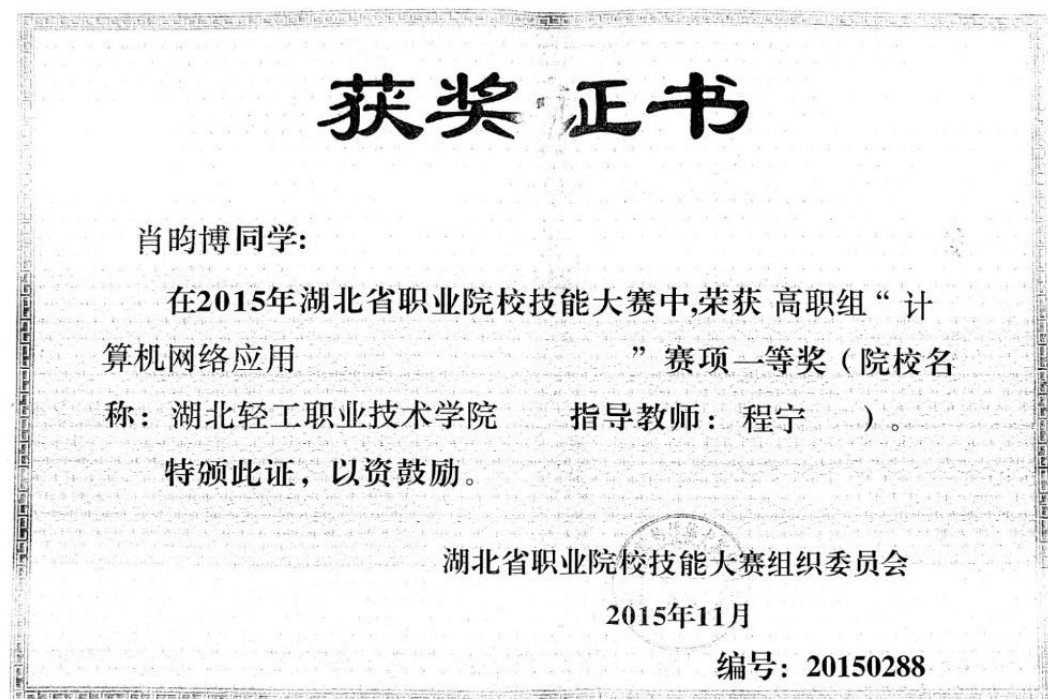 获奖证书
肖昀博同学:
在2015年湖北省职业院校技能大赛中,荣获 高职组“ 计
算机网络应用 ” 赛项一等奖（院校名
称：湖北轻工职业技术学院 指导教师：程宁 ）。
特颁此证，以资鼓励。
湖北省职业院校技能大赛组织委员会
2015年11月
编号：20150288